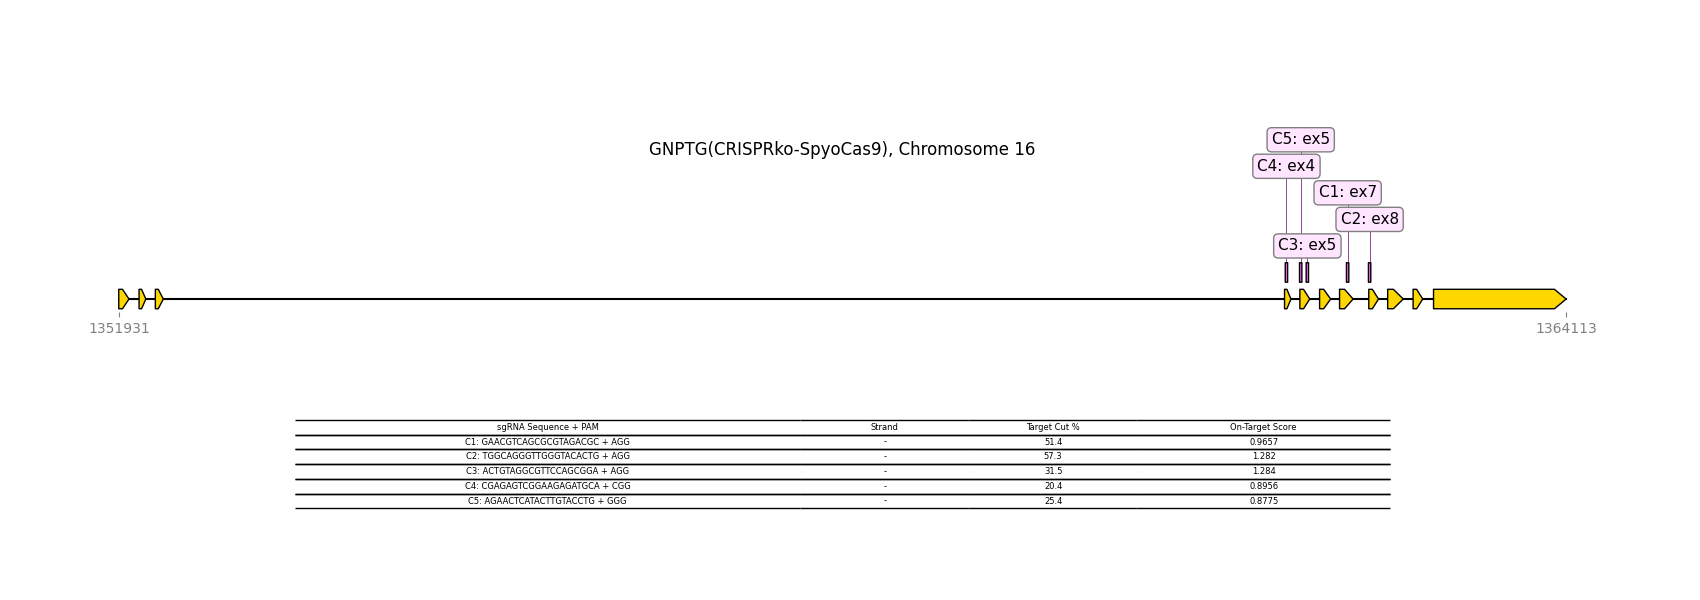 GNPTG(CRISPRko-SpyoCas9), Chromosome 16
C5: ex5
C4: ex4
C1: ex7
C2: ex8
C3: ex5
1351931
1364113
sgRNA Sequence + PAM Strand Target Cut % On-Target Score
C1: GAACGTCAGCGCGTAGACGC + AGG - 51.4 0.9657
C2: TGGCAGGGTTGGGTACACTG + AGG - 57.3 1.282
C3: ACTGTAGGCGTTCCAGCGGA + AGG - 31.5 1.284
C4: CGAGAGTCGGAAGAGATGCA + CGG - 20.4 0.8956
C5: AGAACTCATACTTGTACCTG + GGG - 25.4 0.8775